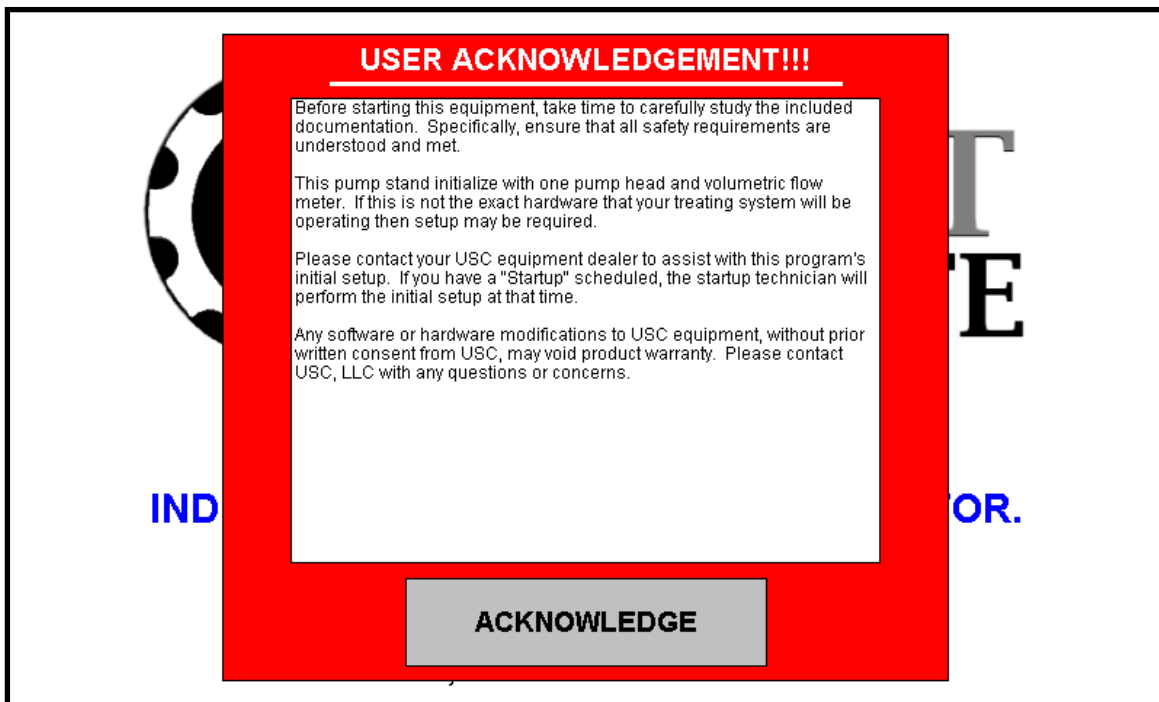 USER ACKNOWLEDGEMENT!!!
Before starting this equipment, take time to carefully study the included
documentation.  Specifically, ensure that all safety requirements are
understood and met.
This pump stand initialize with one pump head and volumetric flow
meter.  If this is not the exact hardware that your treating system will be
operating then setup may be required.
Please contact your USC equipment dealer to assist with this program's
initial setup.  If you have a "Startup" scheduled, the startup technician will
perform the initial setup at that time.
Any software or hardware modifications to USC equipment, without prior
written consent from USC, may void product warranty.  Please contact
USC, LLC with any questions or concerns.
ACKNOWLEDGE